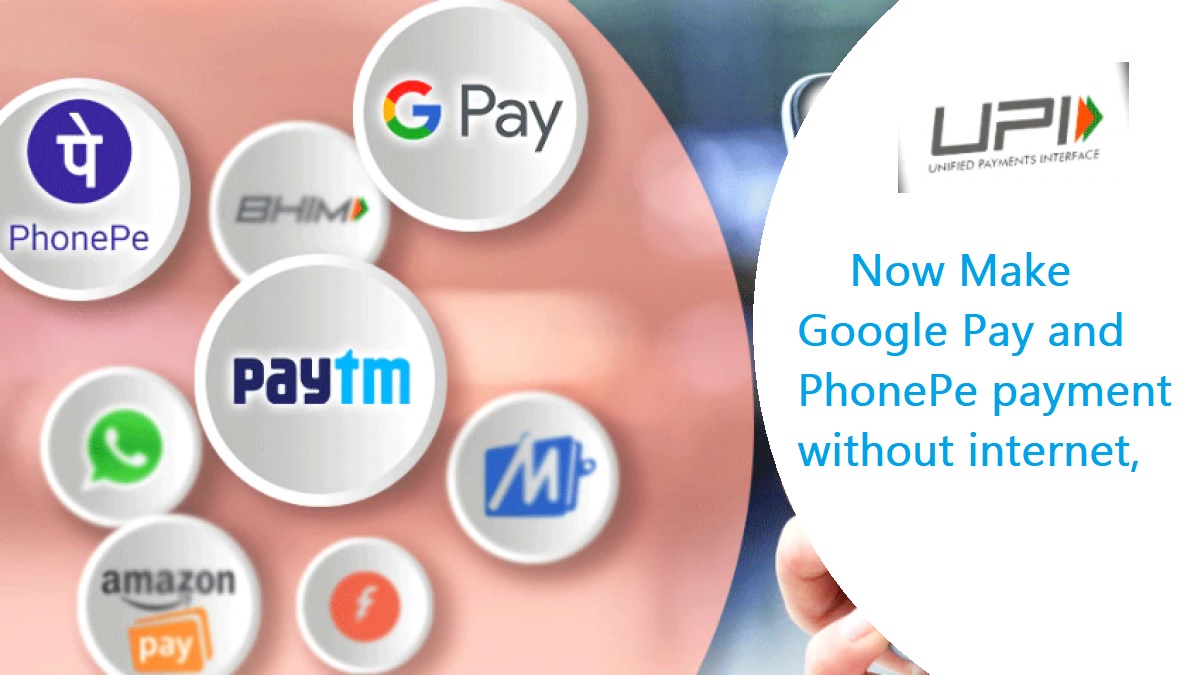 पे
PhonePe
BHIM
G Pay
paytm
M
amazon
pay
f
UPI
UNIFIED PAYMENTS INTERFACE
Now Make
Google Pay and
PhonePe payment
without internet,